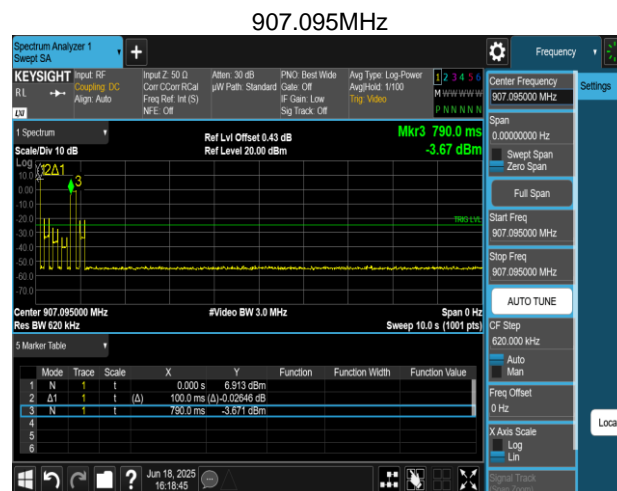 907.095MHz
Spectrum Analyzer 1
Swept SA
Frequency
KEYSIGHT
RL
LXI
Input: RF
Coupling: DC
Align: Auto
Input Z: 50 Ω
Corr CCorr RCal
Freq Ref: Int (S)
NFE: Off
Atten: 30 dB
µW Path: Standard
PNO: Best Wide
Gate: Off
IF Gain: Low
Sig Track: Off
Avg Type: Log-Power
Avg|Hold: 1/100
Trig: Video
1 2 3 4 5 6
M W W W W W
P N N N N N
Center Frequency
907.095000 MHz
Settings
Span
0.00000000 Hz
Swept Span
Zero Span
Full Span
Start Freq
907.095000 MHz
Stop Freq
907.095000 MHz
AUTO TUNE
CF Step
620.000 kHz
Auto
Man
Freq Offset
0 Hz
X Axis Scale
Log
Lin
Signal Track
(Span Zoom)
Loca
1 Spectrum
Scale/Div 10 dB
Ref Lvl Offset 0.43 dB
Ref Level 20.00 dBm
Mkr3 790.0 ms
-3.67 dBm
Log
10.0
0.00
-10.0
-20.0
-30.0
-40.0
-50.0
-60.0
-70.0
2Δ1
3
TRIG LVL
Center 907.095000 MHz
Res BW 620 kHz
#Video BW 3.0 MHz
Span 0 Hz
Sweep 10.0 s (1001 pts)
5 Marker Table
Mode Trace Scale X Y Function Function Width Function Value
1 N 1 t 0.000 s 6.913 dBm
2 Δ1 1 t (Δ) 100.0 ms (Δ) -0.02646 dB
3 N 1 t 790.0 ms -3.671 dBm
4
5
6
Jun 18, 2025
16:18:45